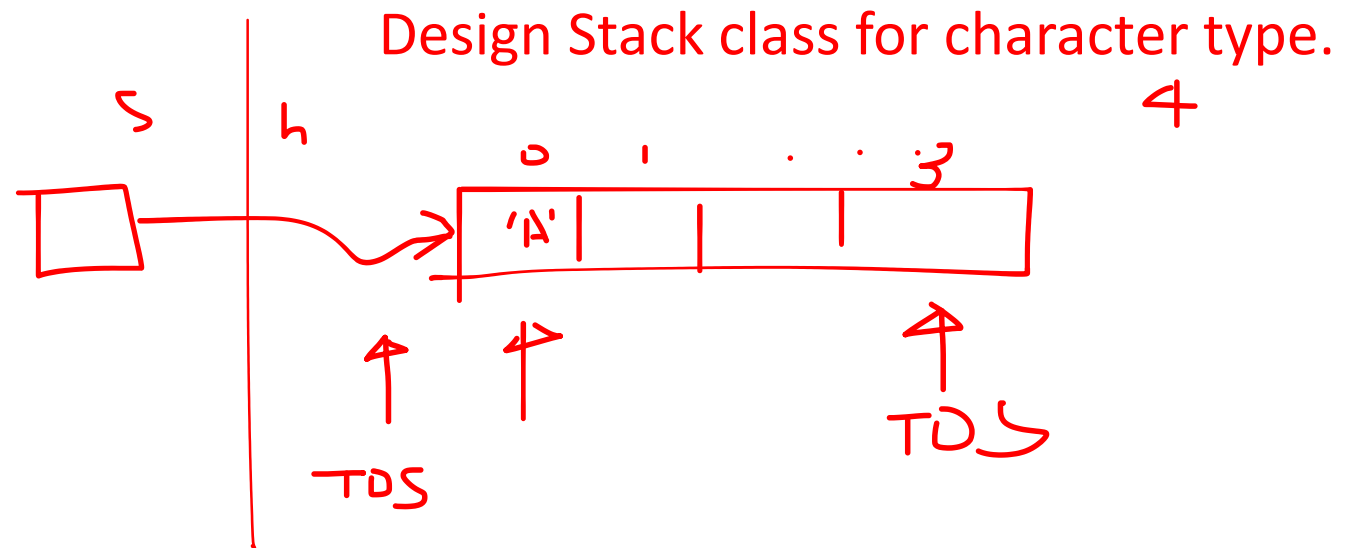 Design Stack class for character type.
s h 4
0 1 . . . 3
'A'
TOS
TOS